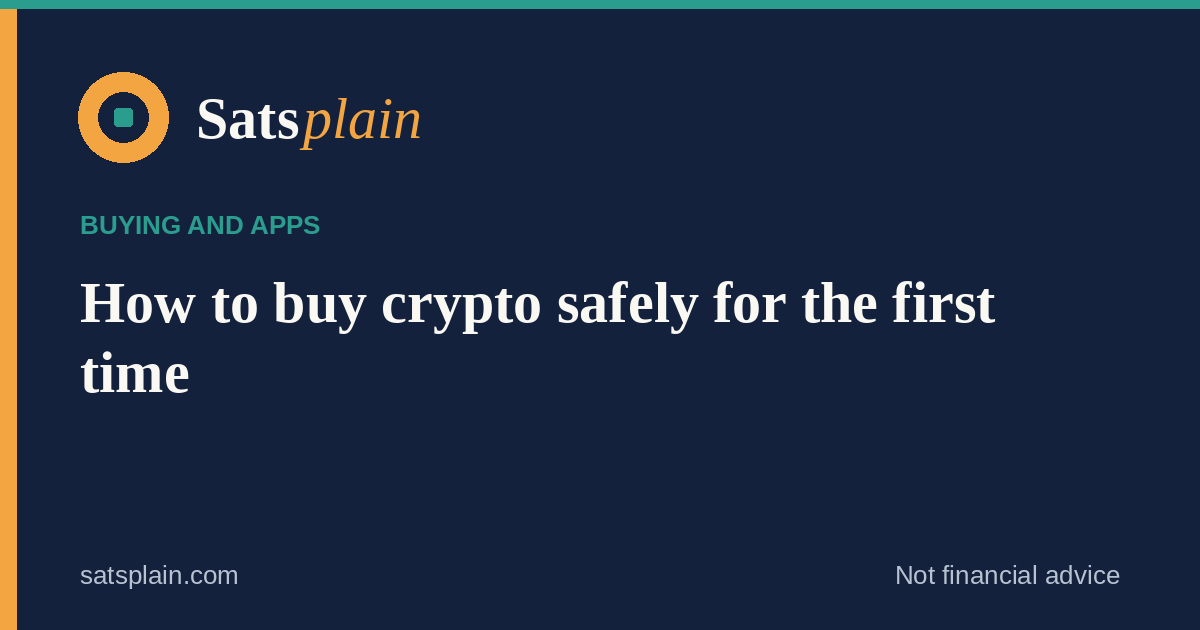 Satsplain
BUYING AND APPS
How to buy crypto safely for the first
time
satsplain.com
Not financial advice